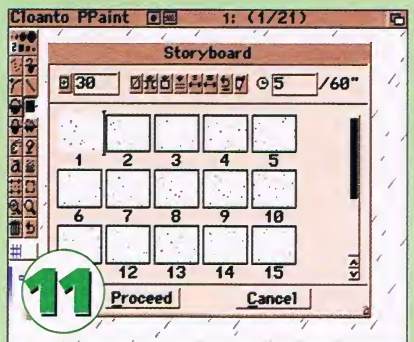 Cloanto PPaint 1: (1/21)
Storyboard
30 5 /60"
1 2 3 4 5
6 7 8 9 10
12 13 14 15
11
Proceed Cancel